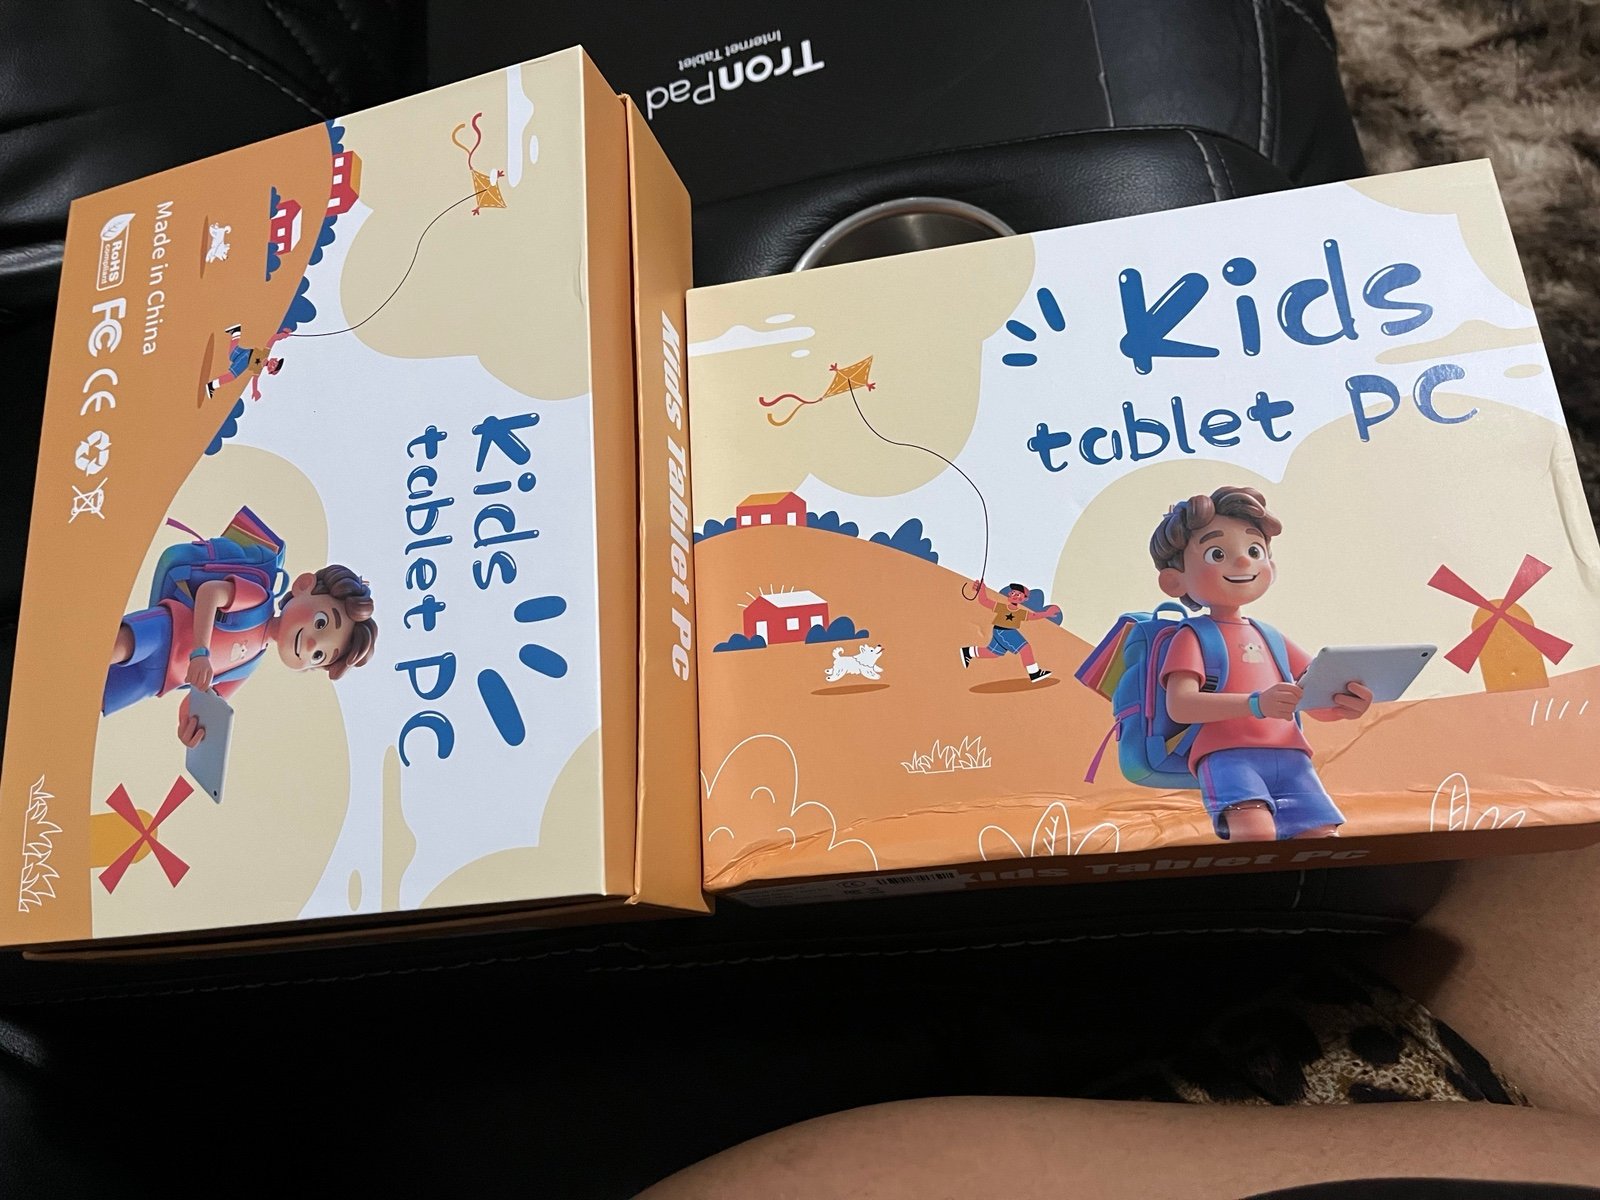 TronPad
Internet Tablet
Kids
tablet PC
Made in China
RoHS
compliant
FC CE
Kids Tablet PC
Kids
tablet PC
Kids Tablet Pc